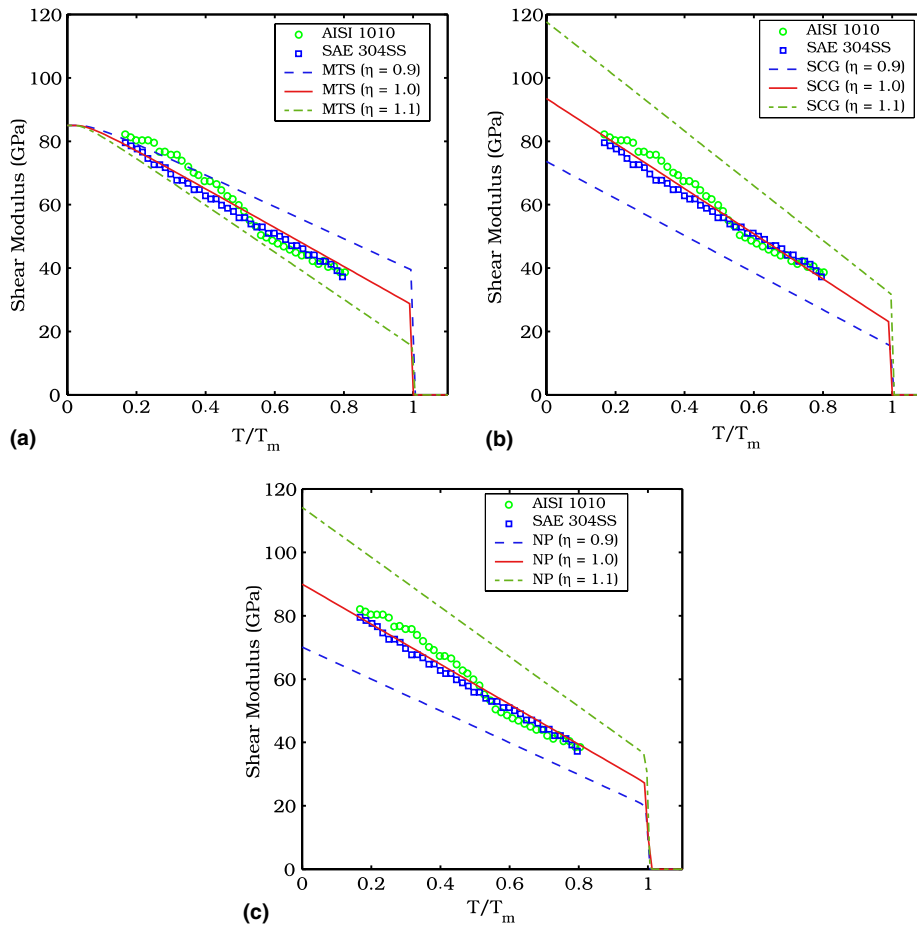 120
100
80
60
40
20
0
Shear Modulus (GPa)
AISI 1010
SAE 304SS
MTS (η = 0.9)
MTS (η = 1.0)
MTS (η = 1.1)
0 0.2 0.4 0.6 0.8 1
T/Tm
(a)
120
100
80
60
40
20
0
Shear Modulus (GPa)
AISI 1010
SAE 304SS
SCG (η = 0.9)
SCG (η = 1.0)
SCG (η = 1.1)
0 0.2 0.4 0.6 0.8 1
T/Tm
(b)
120
100
80
60
40
20
0
Shear Modulus (GPa)
AISI 1010
SAE 304SS
NP (η = 0.9)
NP (η = 1.0)
NP (η = 1.1)
0 0.2 0.4 0.6 0.8 1
T/Tm
(c)